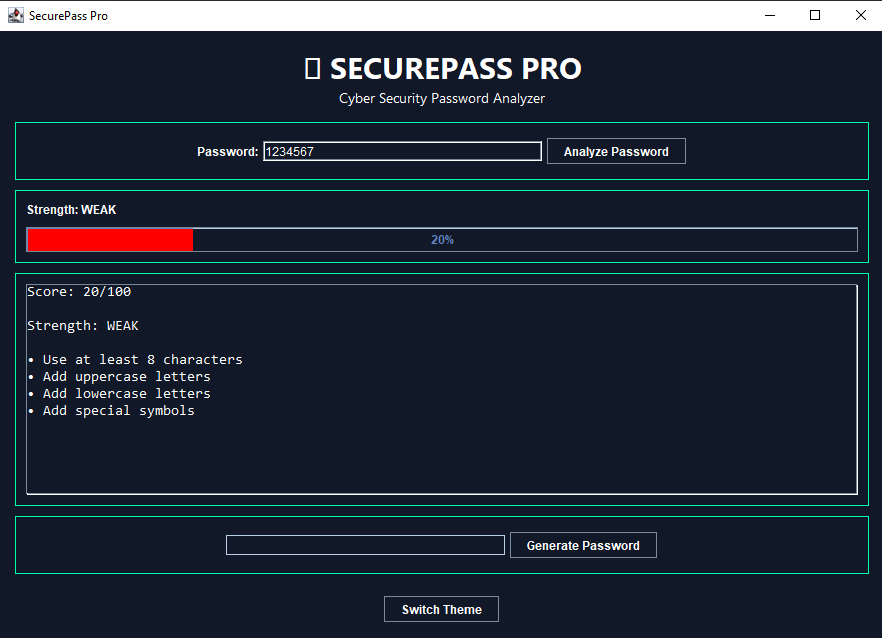 SecurePass Pro
SECUREPASS PRO
Cyber Security Password Analyzer
Password: 1234567 Analyze Password
Strength: WEAK
20%
Score: 20/100
Strength: WEAK
• Use at least 8 characters
• Add uppercase letters
• Add lowercase letters
• Add special symbols
Generate Password
Switch Theme